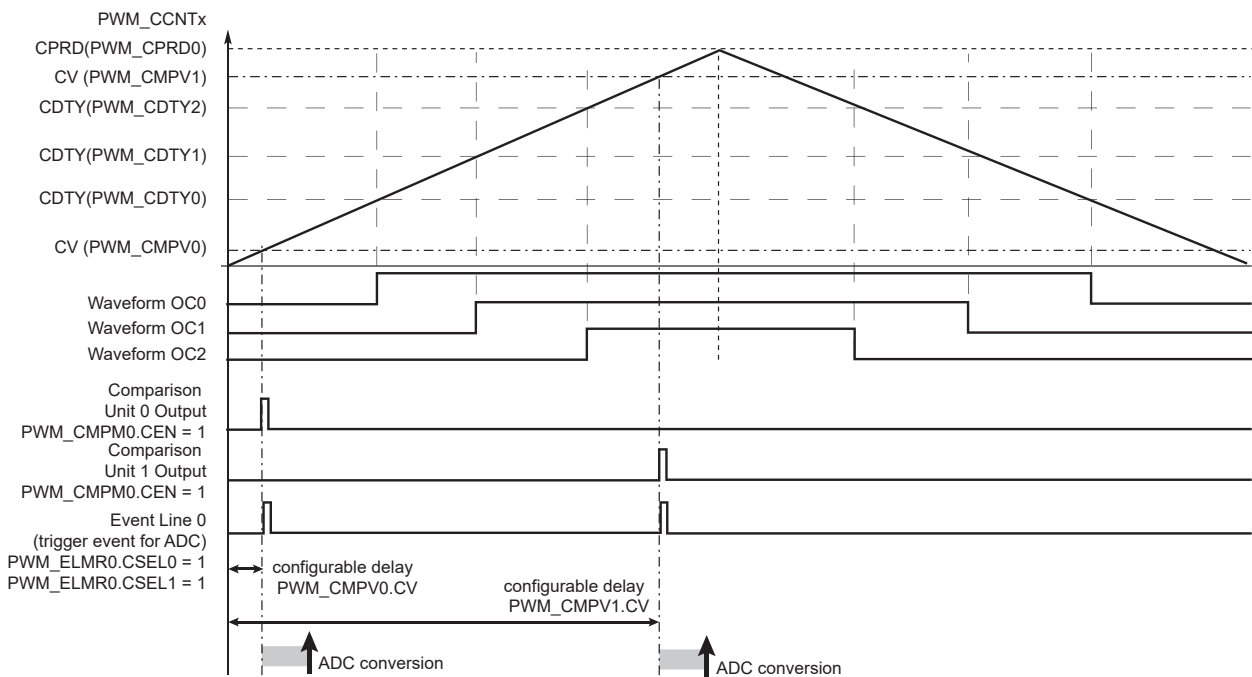 PWM_CCNTx
CPRD(PWM_CPRD0)
CV (PWM_CMPV1)
CDTY(PWM_CDTY2)
CDTY(PWM_CDTY1)
CDTY(PWM_CDTY0)
CV (PWM_CMPV0)
Waveform OC0
Waveform OC1
Waveform OC2
Comparison
Unit 0 Output
PWM_CMPM0.CEN = 1
Comparison
Unit 1 Output
PWM_CMPM0.CEN = 1
Event Line 0
(trigger event for ADC)
PWM_ELMR0.CSEL0 = 1
PWM_ELMR0.CSEL1 = 1
configurable delay
PWM_CMPV0.CV
configurable delay
PWM_CMPV1.CV
ADC conversion
ADC conversion